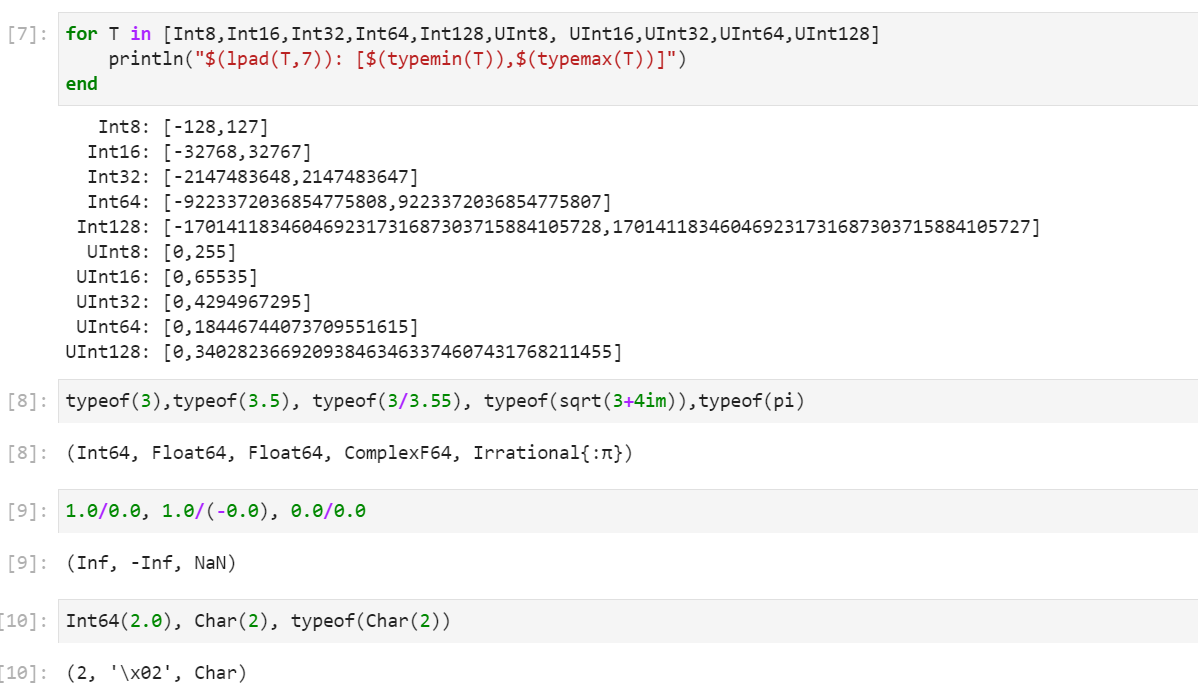 [7]: for T in [Int8,Int16,Int32,Int64,Int128,UInt8, UInt16,UInt32,UInt64,UInt128]
    println("$(lpad(T,7)): [$(typemin(T)),$(typemax(T))]")
end
   Int8: [-128,127]
  Int16: [-32768,32767]
  Int32: [-2147483648,2147483647]
  Int64: [-9223372036854775808,9223372036854775807]
 Int128: [-170141183460469231731687303715884105728,170141183460469231731687303715884105727]
  UInt8: [0,255]
 UInt16: [0,65535]
 UInt32: [0,4294967295]
 UInt64: [0,18446744073709551615]
UInt128: [0,340282366920938463463374607431768211455]
[8]: typeof(3),typeof(3.5), typeof(3/3.55), typeof(sqrt(3+4im)),typeof(pi)
[8]: (Int64, Float64, Float64, ComplexF64, Irrational{:π})
[9]: 1.0/0.0, 1.0/(-0.0), 0.0/0.0
[9]: (Inf, -Inf, NaN)
[10]: Int64(2.0), Char(2), typeof(Char(2))
[10]: (2, '\x02', Char)